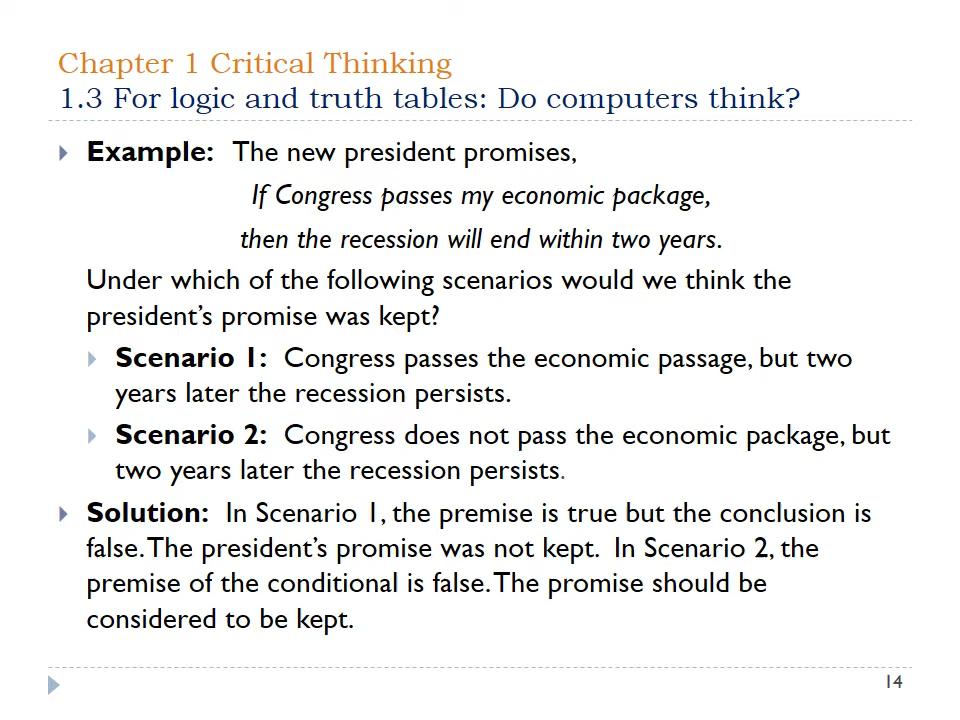 Chapter 1 Critical Thinking
1.3 For logic and truth tables: Do computers think?
Example: The new president promises,
If Congress passes my economic package,
then the recession will end within two years.
Under which of the following scenarios would we think the
president’s promise was kept?
Scenario 1: Congress passes the economic passage, but two
years later the recession persists.
Scenario 2: Congress does not pass the economic package, but
two years later the recession persists.
Solution: In Scenario 1, the premise is true but the conclusion is
false. The president’s promise was not kept. In Scenario 2, the
premise of the conditional is false. The promise should be
considered to be kept.
14